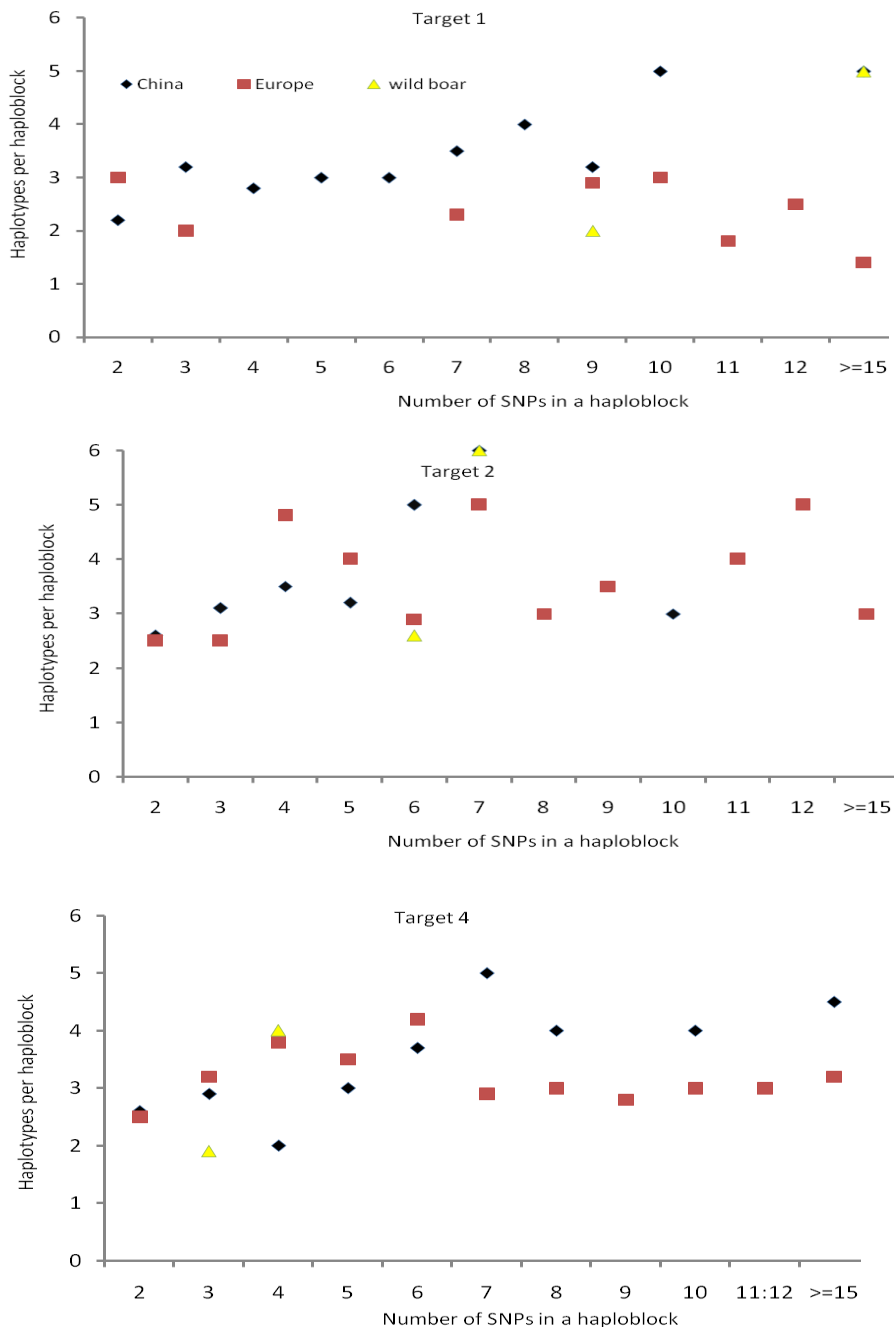 Target 1
China Europe wild boar
Haplotypes per haploblock
6
5
4
3
2
1
0
2 3 4 5 6 7 8 9 10 11 12 >=15
Number of SNPs in a haploblock
Target 2
Haplotypes per haploblock
6
5
4
3
2
1
0
2 3 4 5 6 7 8 9 10 11 12 >=15
Number of SNPs in a haploblock
Target 4
Haplotypes per haploblock
6
5
4
3
2
1
0
2 3 4 5 6 7 8 9 10 11:12 >=15
Number of SNPs in a haploblock